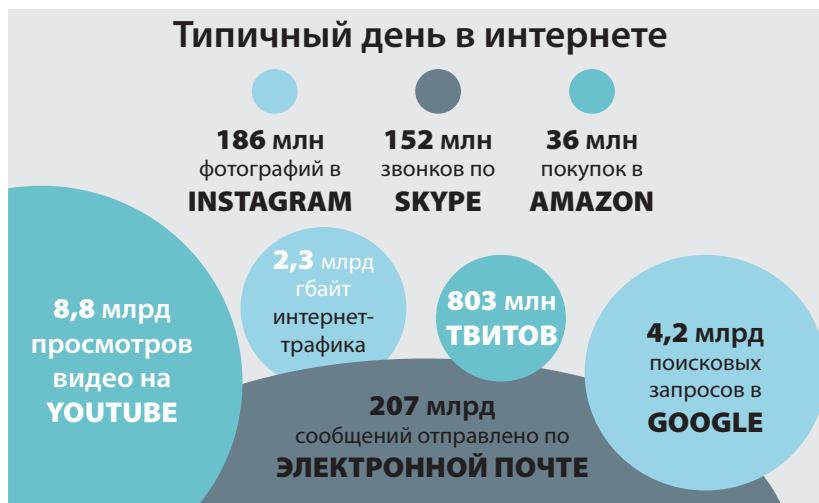 Типичный день в интернете
186 млн
фотографий в
INSTAGRAM
152 млн
звонков по
SKYPE
36 млн
покупок в
AMAZON
8,8 млрд
просмотров
видео на
YOUTUBE
2,3 млрд
гбайт
интернет-
трафика
803 млн
ТВИТОВ
4,2 млрд
поисковых
запросов в
GOOGLE
207 млрд
сообщений отправлено по
ЭЛЕКТРОННОЙ ПОЧТЕ